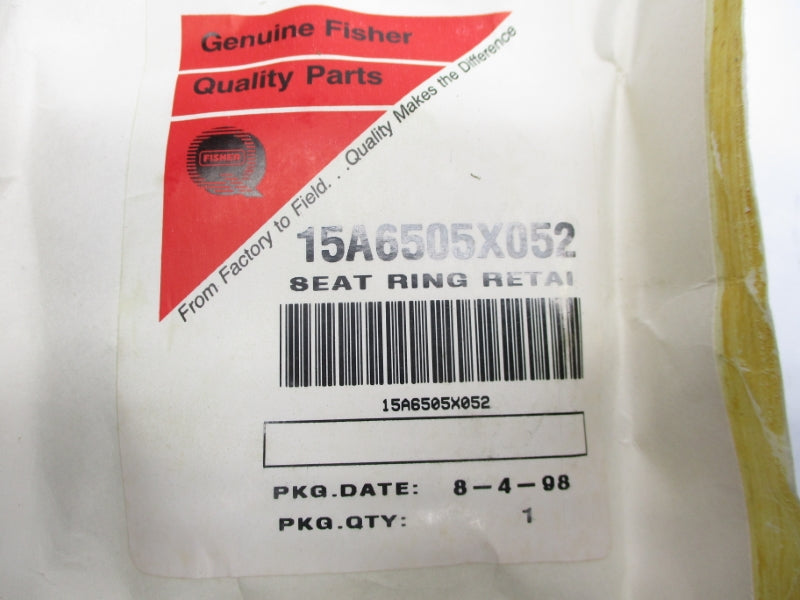 Genuine Fisher
Quality Parts
FISHER
From Factory to Field. . .Quality Makes the Difference
15A6505X052
SEAT RING RETAI
15A6505X052
PKG.DATE: 8-4-98
PKG.QTY: 1